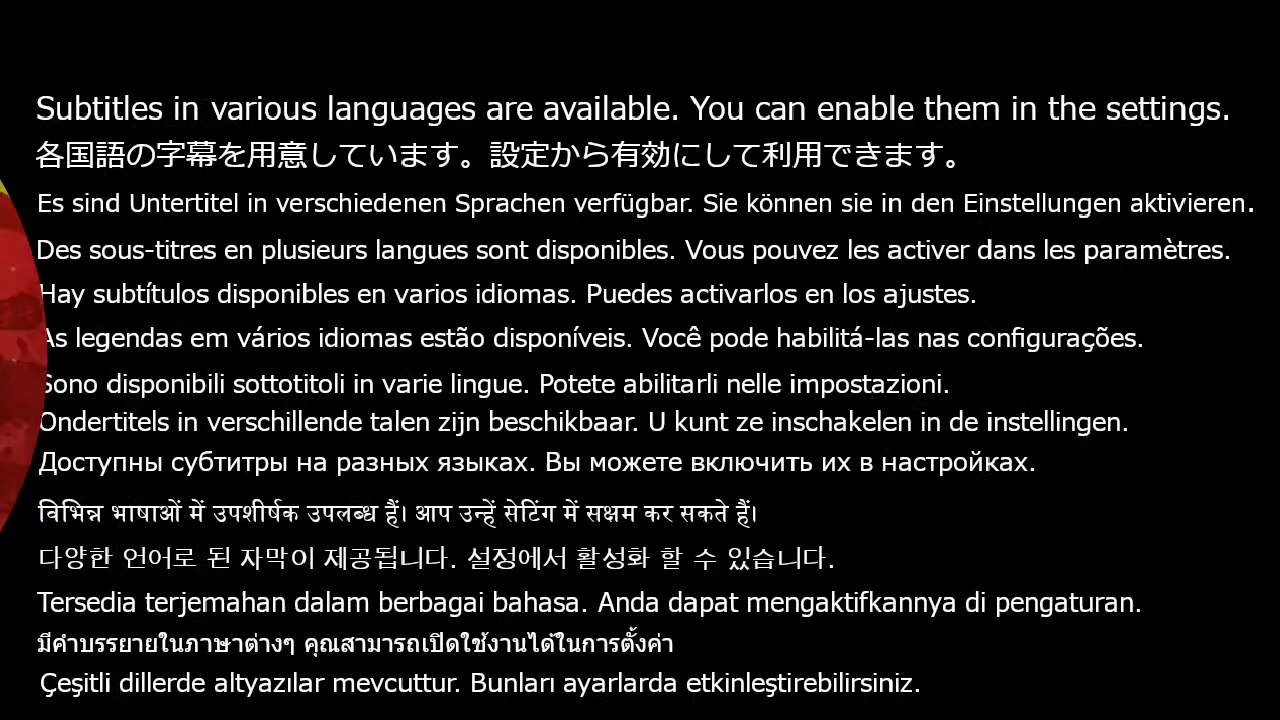 Subtitles in various languages are available. You can enable them in the settings.
各国語の字幕を用意しています。設定から有効にして利用できます。
Es sind Untertitel in verschiedenen Sprachen verfügbar. Sie können sie in den Einstellungen aktivieren.
Des sous-titres en plusieurs langues sont disponibles. Vous pouvez les activer dans les paramètres.
Hay subtítulos disponibles en varios idiomas. Puedes activarlos en los ajustes.
As legendas em vários idiomas estão disponíveis. Você pode habilitá-las nas configurações.
Sono disponibili sottotitoli in varie lingue. Potete abilitarli nelle impostazioni.
Ondertitels in verschillende talen zijn beschikbaar. U kunt ze inschakelen in de instellingen.
Доступны субтитры на разных языках. Вы можете включить их в настройках.
विभिन्न भाषाओं में उपशीर्षक उपलब्ध हैं। आप उन्हें सेटिंग में सक्षम कर सकते हैं।
다양한 언어로 된 자막이 제공됩니다. 설정에서 활성화 할 수 있습니다.
Tersedia terjemahan dalam berbagai bahasa. Anda dapat mengaktifkannya di pengaturan.
มีคำบรรยายในภาษาต่างๆ คุณสามารถเปิดใช้งานได้ในการตั้งค่า
Çeşitli dillerde altyazılar mevcuttur. Bunları ayarlarda etkinleştirebilirsiniz.